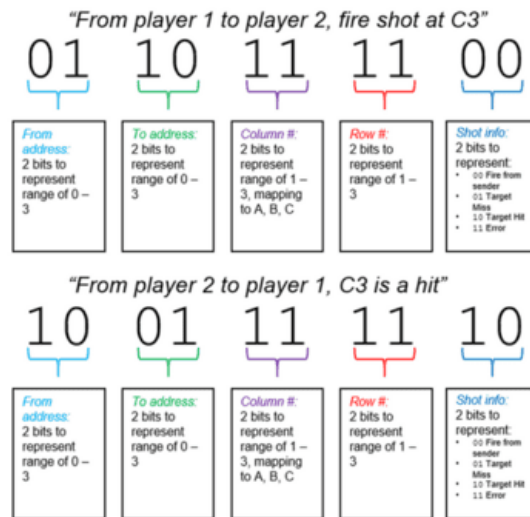 “From player 1 to player 2, fire shot at C3”
01 10 11 11 00
From
address:
2 bits to
represent
range of 0 –
3
To address:
2 bits to
represent
range of 0 –
3
Column #:
2 bits to
represent
range of 1 –
3, mapping
to A, B, C
Row #:
2 bits to
represent
range of 1 –
3
Shot info:
2 bits to
represent:
• 00 Fire from
sender
• 01 Target
Miss
• 10 Target Hit
• 11 Error
“From player 2 to player 1, C3 is a hit”
10 01 11 11 10
From
address:
2 bits to
represent
range of 0 –
3
To address:
2 bits to
represent
range of 0 –
3
Column #:
2 bits to
represent
range of 1 –
3, mapping
to A, B, C
Row #:
2 bits to
represent
range of 1 –
3
Shot info:
2 bits to
represent:
• 00 Fire from
sender
• 01 Target
Miss
• 10 Target Hit
• 11 Error